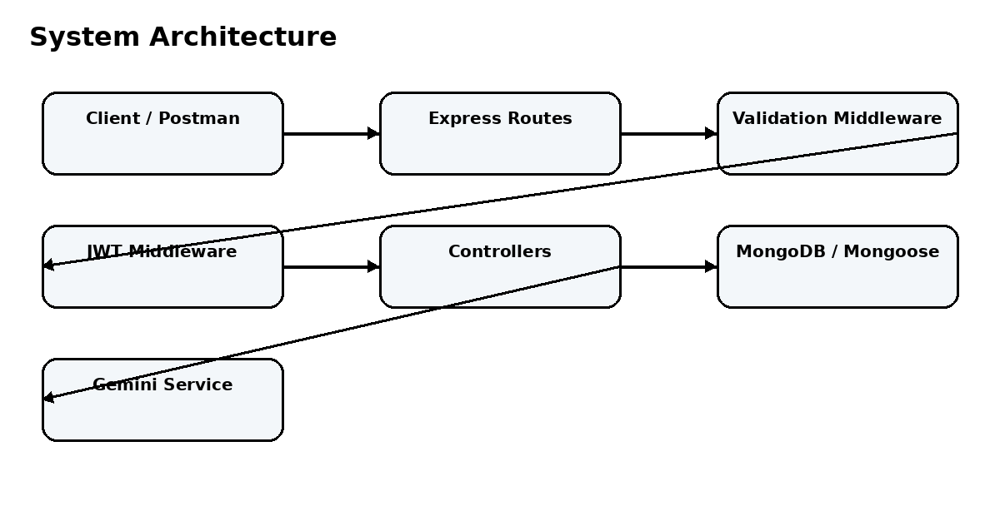 System Architecture
Client / Postman
Express Routes
Validation Middleware
JWT Middleware
Controllers
MongoDB / Mongoose
Gemini Service